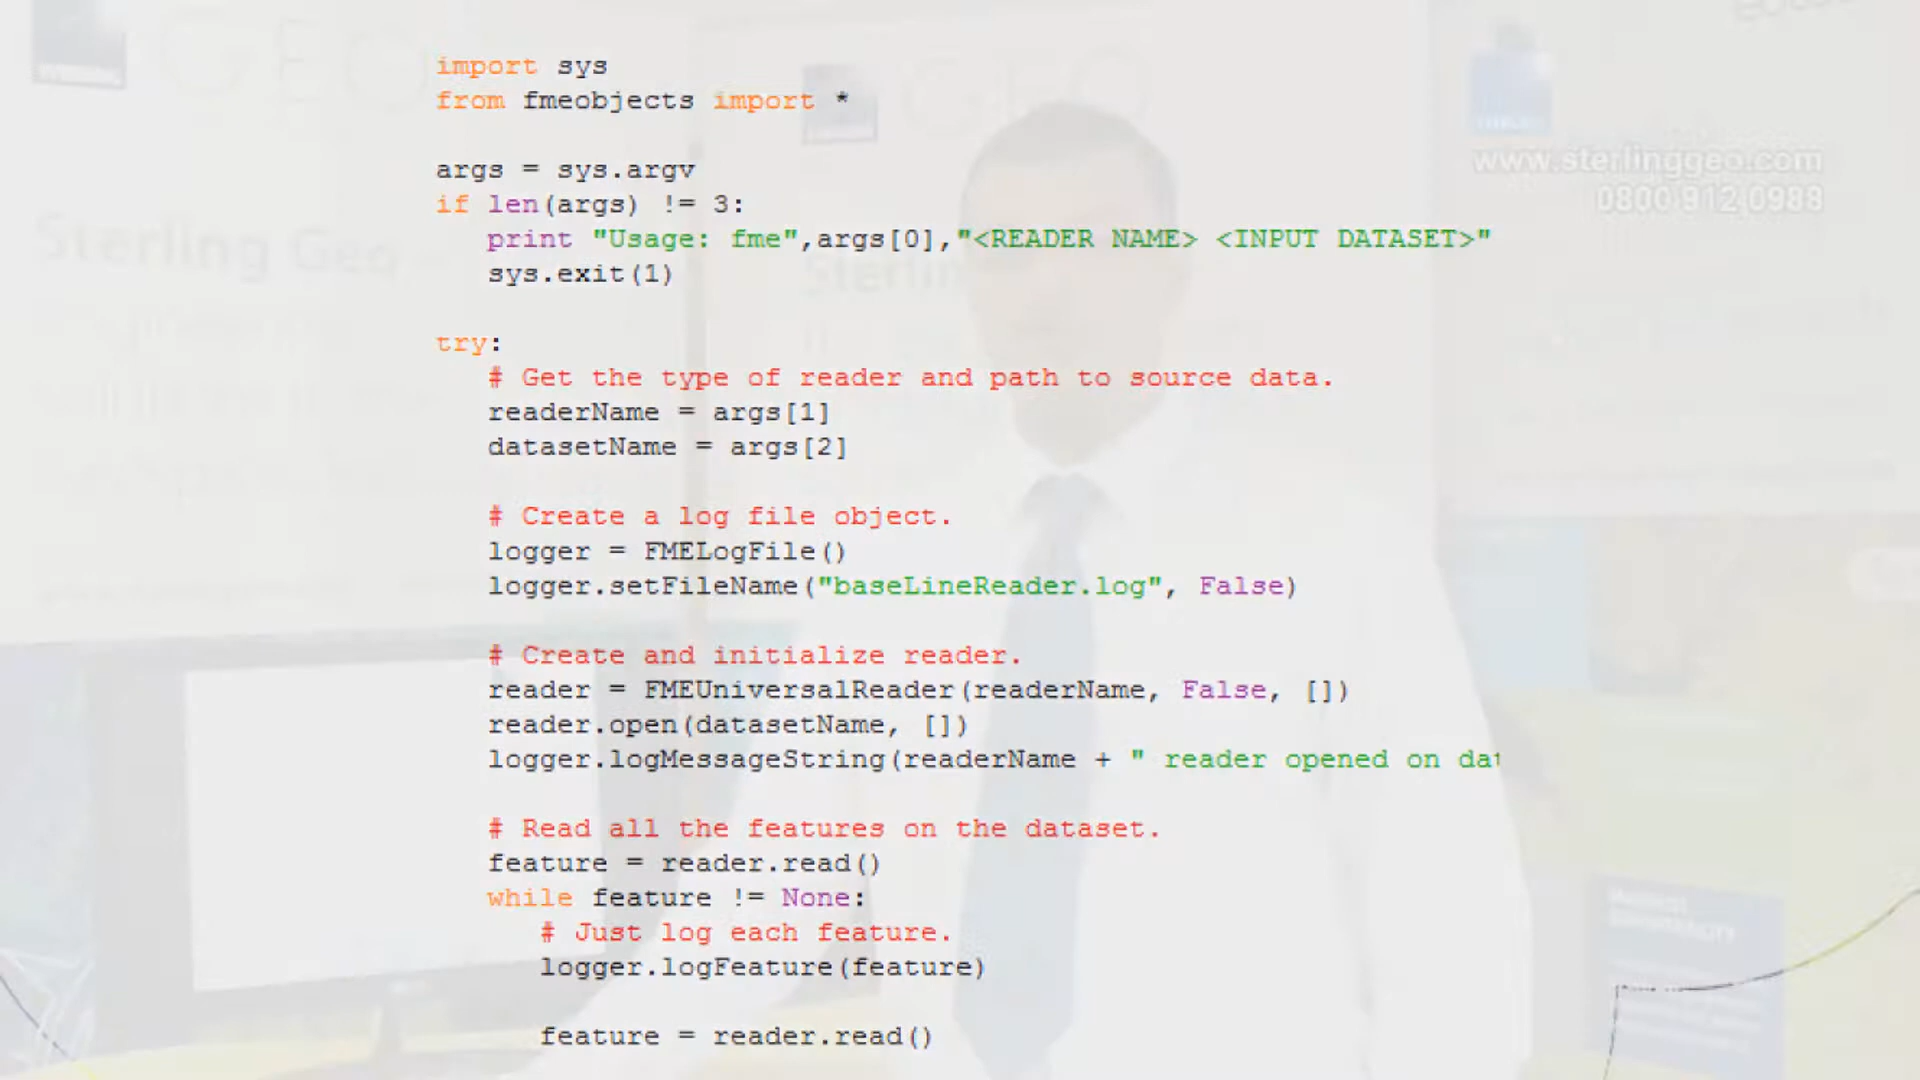 import sys
from fmeobjects import *
args = sys.argv
if len(args) != 3:
print "Usage: fme",args[0],"<READER NAME> <INPUT DATASET>"
sys.exit(1)
try:
# Get the type of reader and path to source data.
readerName = args[1]
datasetName = args[2]
# Create a log file object.
logger = FMELogFile()
logger.setFileName("baseLineReader.log", False)
# Create and initialize reader.
reader = FMEUniversalReader(readerName, False, [])
reader.open(datasetName, [])
logger.logMessageString(readerName + " reader opened on dat
# Read all the features on the dataset.
feature = reader.read()
while feature != None:
# Just log each feature.
logger.logFeature(feature)
feature = reader.read()
GEO
GEO
www.sterlinggeo.com
0800 912 0988
Sterling Geo
Sterlin